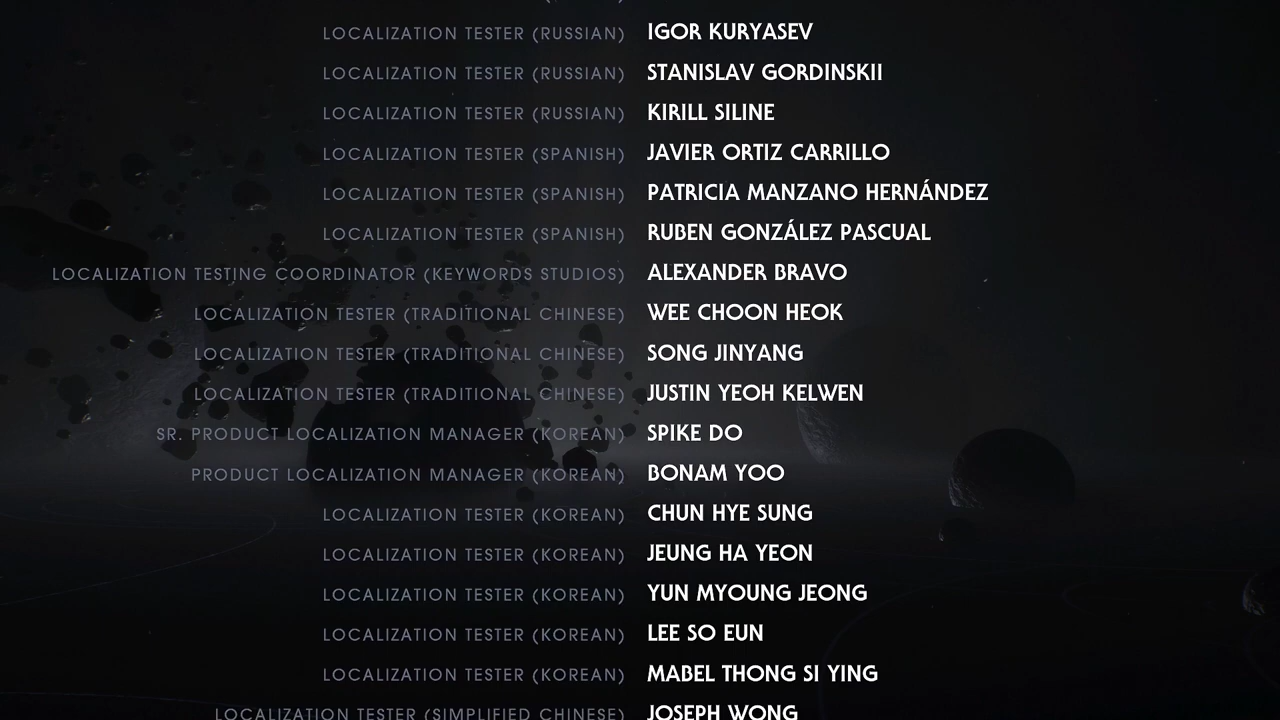 LOCALIZATION TESTER (RUSSIAN) IGOR KURYASEV
LOCALIZATION TESTER (RUSSIAN) STANISLAV GORDINSKII
LOCALIZATION TESTER (RUSSIAN) KIRILL SILINE
LOCALIZATION TESTER (SPANISH) JAVIER ORTIZ CARRILLO
LOCALIZATION TESTER (SPANISH) PATRICIA MANZANO HERNÁNDEZ
LOCALIZATION TESTER (SPANISH) RUBEN GONZÁLEZ PASCUAL
LOCALIZATION TESTING COORDINATOR (KEYWORDS STUDIOS) ALEXANDER BRAVO
LOCALIZATION TESTER (TRADITIONAL CHINESE) WEE CHOON HEOK
LOCALIZATION TESTER (TRADITIONAL CHINESE) SONG JINYANG
LOCALIZATION TESTER (TRADITIONAL CHINESE) JUSTIN YEOH KELWEN
SR. PRODUCT LOCALIZATION MANAGER (KOREAN) SPIKE DO
PRODUCT LOCALIZATION MANAGER (KOREAN) BONAM YOO
LOCALIZATION TESTER (KOREAN) CHUN HYE SUNG
LOCALIZATION TESTER (KOREAN) JEUNG HA YEON
LOCALIZATION TESTER (KOREAN) YUN MYOUNG JEONG
LOCALIZATION TESTER (KOREAN) LEE SO EUN
LOCALIZATION TESTER (KOREAN) MABEL THONG SI YING
LOCALIZATION TESTER (SIMPLIFIED CHINESE) JOSEPH WONG